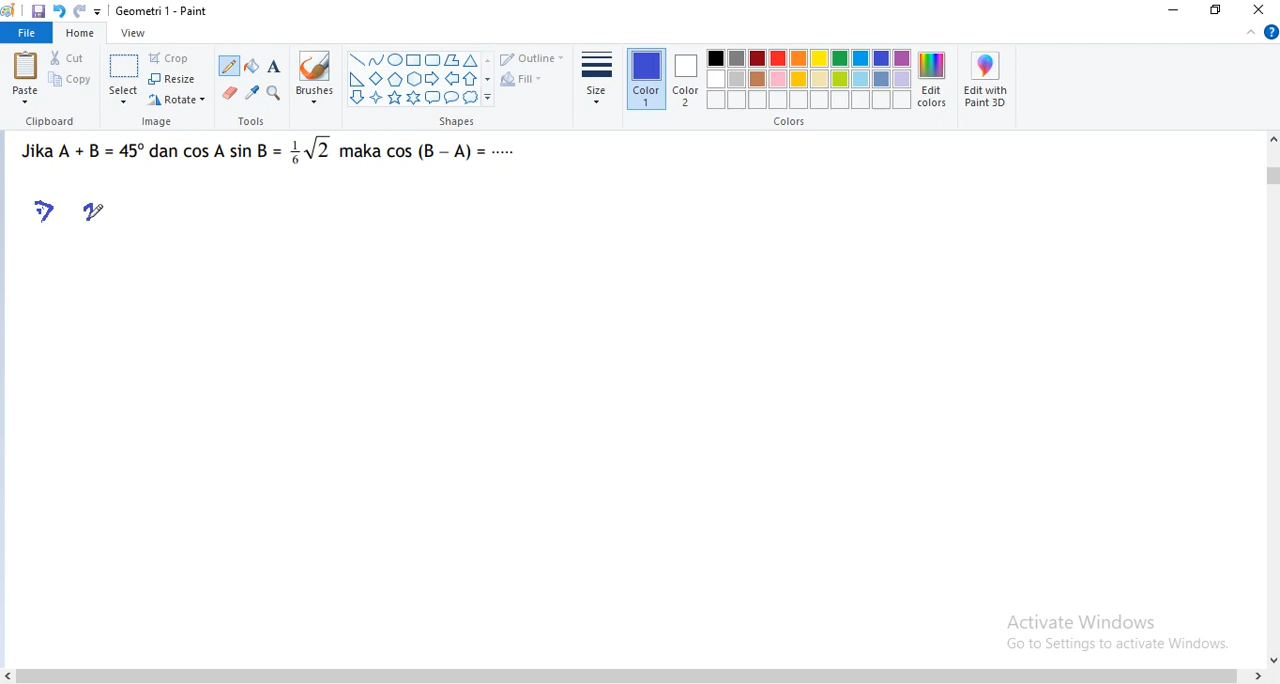 Geometri 1 - Paint
File Home View
Paste Cut Copy Clipboard
Select Crop Resize Rotate Image
Tools
Brushes
Shapes
Outline Fill
Size
Color 1
Color 2
Edit colors
Colors
Edit with Paint 3D
Jika A + B = 45° dan cos A sin B = 1/6 √2 maka cos (B – A) = ·····
Activate Windows
Go to Settings to activate Windows.